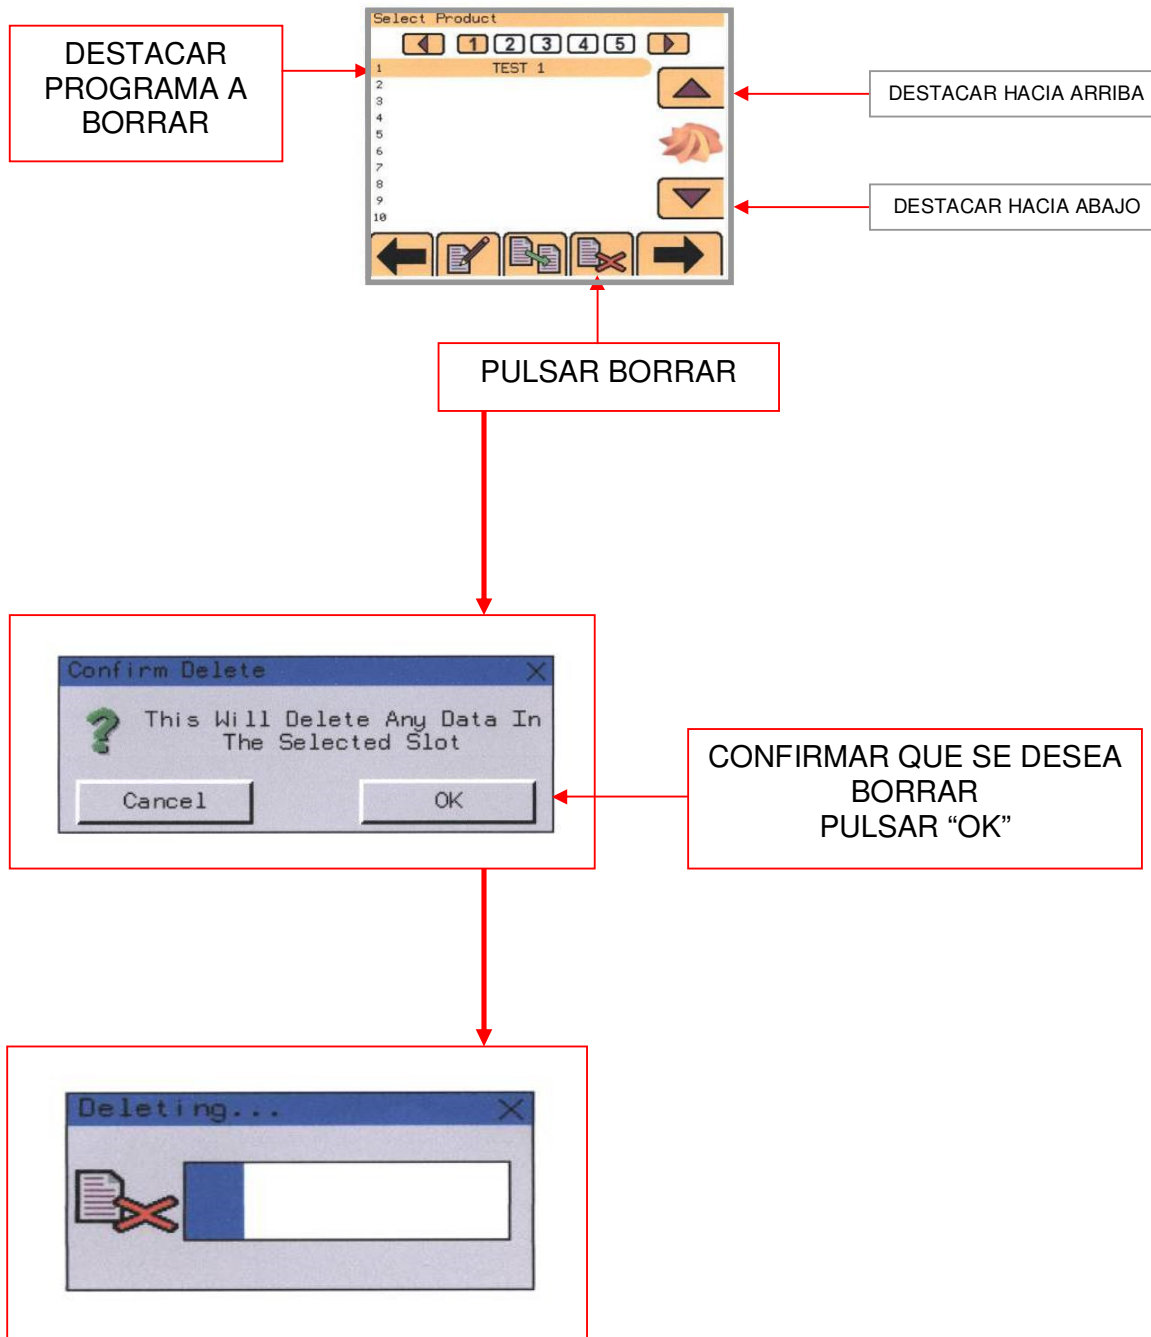 Select Product
1 2 3 4 5
DESTACAR
PROGRAMA A
BORRAR
1 TEST 1
2
3
4
5
6
7
8
9
10
DESTACAR HACIA ARRIBA
DESTACAR HACIA ABAJO
PULSAR BORRAR
Confirm Delete
This Will Delete Any Data In
The Selected Slot
Cancel OK
CONFIRMAR QUE SE DESEA
BORRAR
PULSAR “OK”
Deleting...